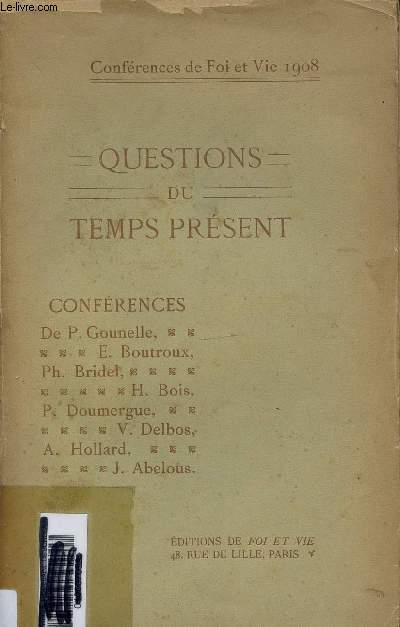 Le-livre.com
Conférences de Foi et Vie 1908
QUESTIONS
DU
TEMPS PRÉSENT
CONFÉRENCES
De P. Gounelle,
E. Boutroux,
Ph. Bridel,
H. Bois,
P. Doumergue,
V. Delbos,
A. Hollard,
J. Abelous.
ÉDITIONS DE FOI ET VIE
48, RUE DE LILLE, PARIS